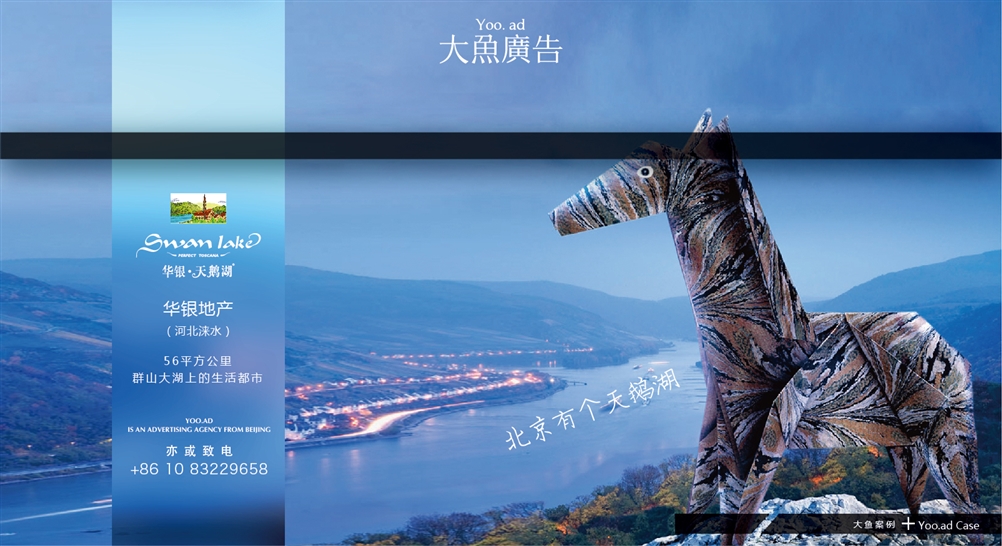 Yoo. ad
大魚廣告
Swan lake
PERFECT TUSCANA
华银·天鹅湖
华银地产
（河北涞水）
56平方公里
群山大湖上的生活都市
YOO.AD
IS AN ADVERTISING AGENCY FROM BEIJING
亦或致电
+86 10 83229658
北京有个天鹅湖
大鱼案例 + Yoo.ad Case